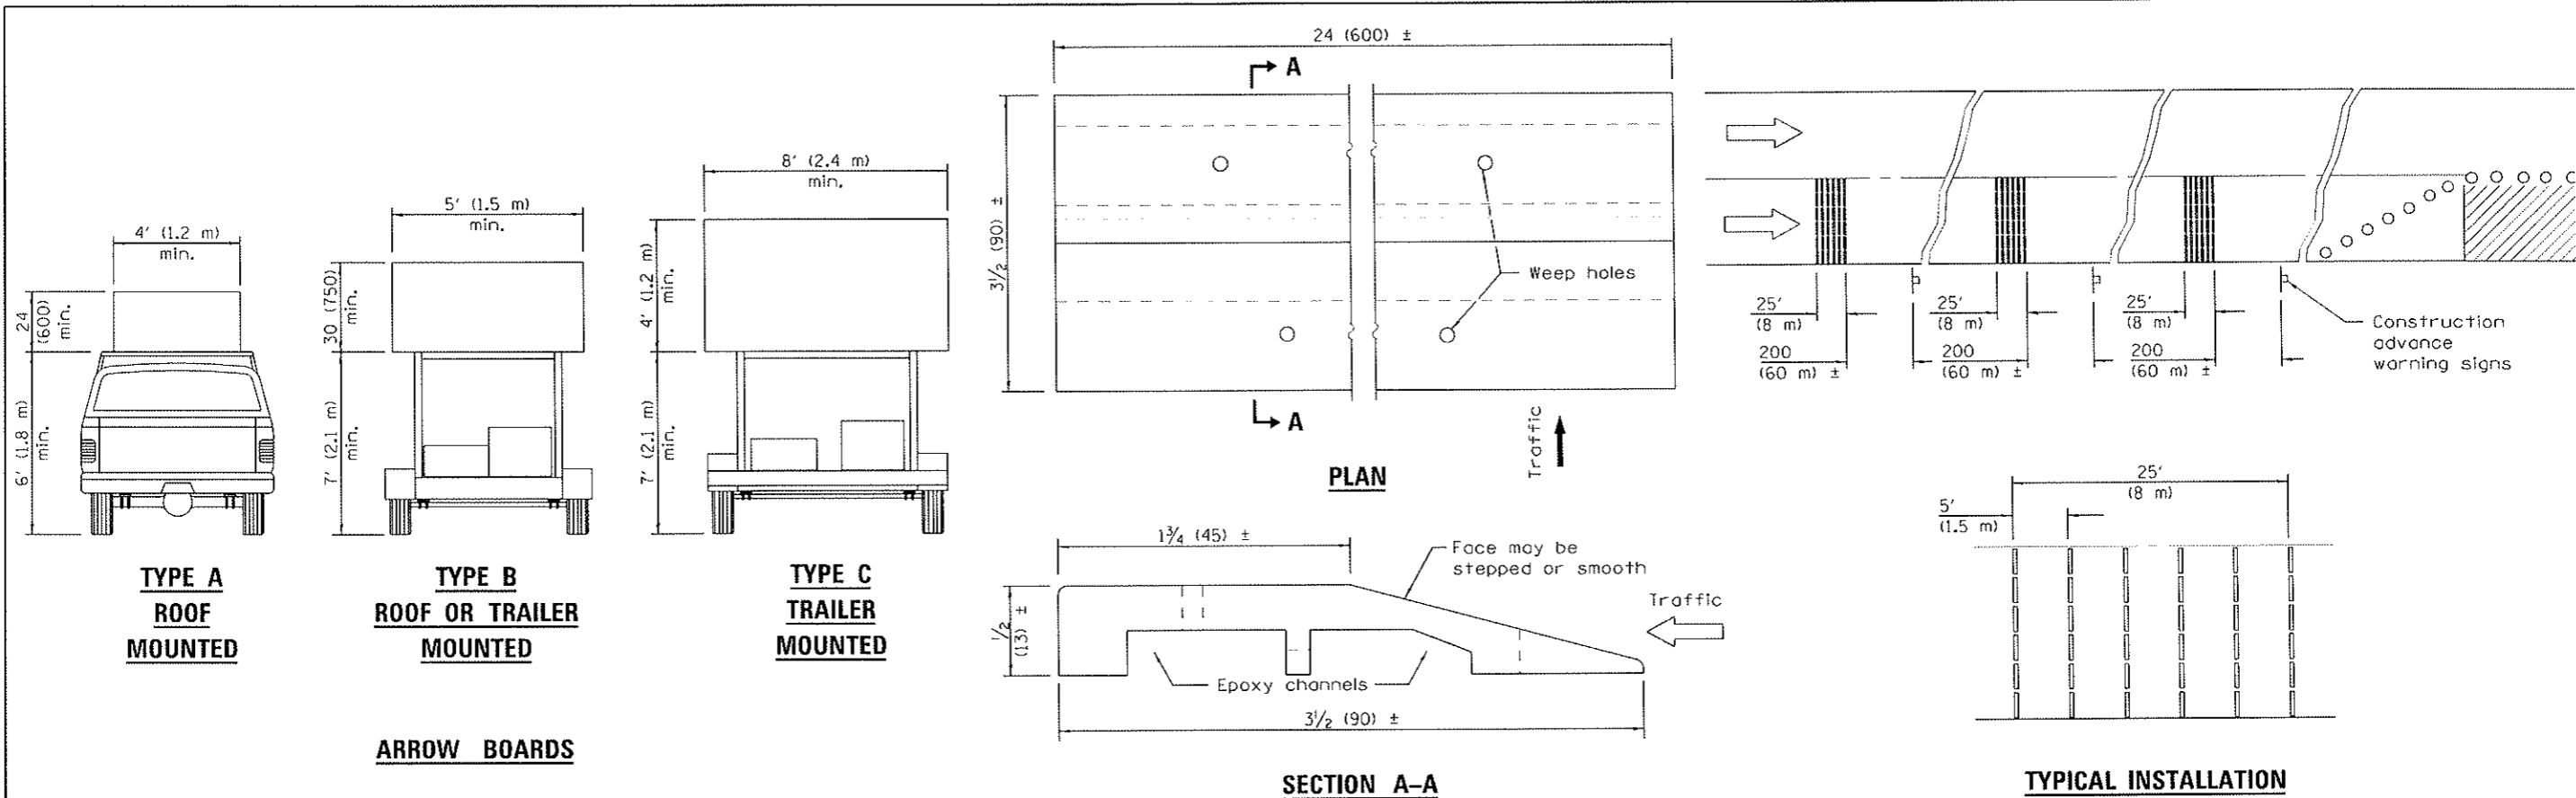 4' (1.2 m)
min.
24
(600)
min.
6' (1.8 m)
min.
TYPE A
ROOF
MOUNTED
5' (1.5 m)
min.
30 (750)
min.
7' (2.1 m)
min.
TYPE B
ROOF OR TRAILER
MOUNTED
8' (2.4 m)
min.
4' (1.2 m)
min.
7' (2.1 m)
min.
TYPE C
TRAILER
MOUNTED
ARROW BOARDS
24 (600) ±
A
3½ (90) ±
Weep holes
A
Traffic
PLAN
1¾ (45) ±
Face may be
stepped or smooth
Traffic
½
(13) ±
Epoxy channels
3½ (90) ±
SECTION A-A
25'
(8 m)
25'
(8 m)
25'
(8 m)
200
(60 m) ±
200
(60 m) ±
200
(60 m) ±
Construction
advance
warning signs
25'
(8 m)
5'
(1.5 m)
TYPICAL INSTALLATION